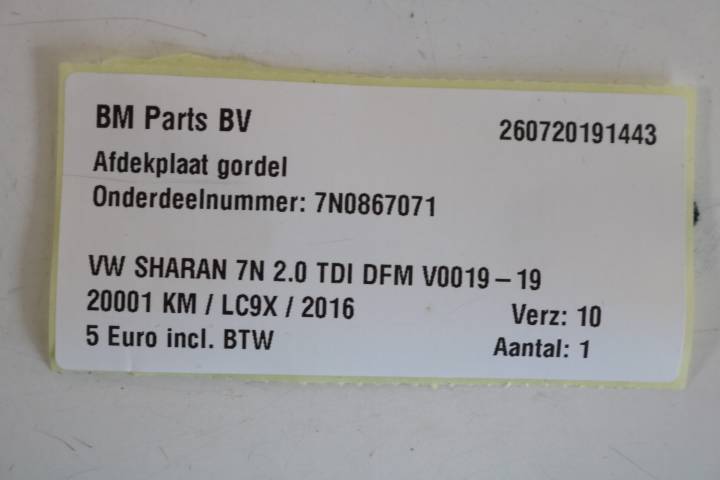 BM Parts BV
260720191443
Afdekplaat gordel
Onderdeelnummer: 7N0867071
VW SHARAN 7N 2.0 TDI DFM V0019-19
20001 KM / LC9X / 2016
Verz: 10
5 Euro incl. BTW
Aantal: 1